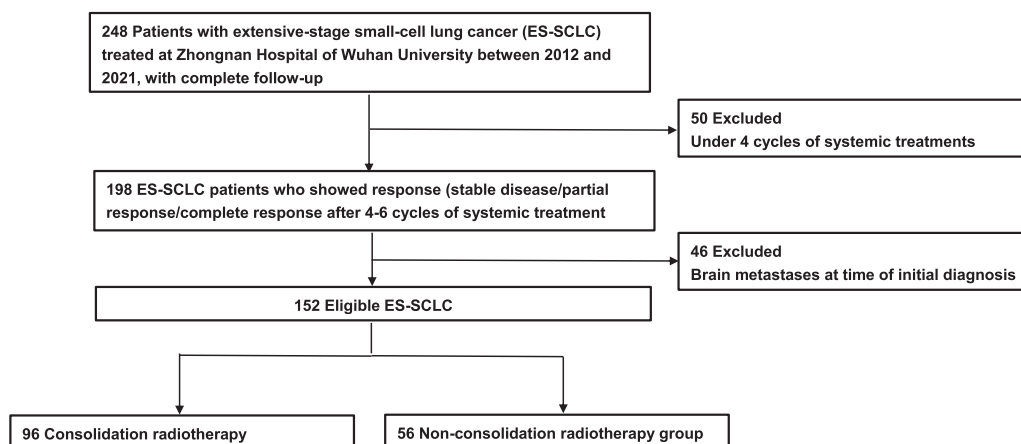 248 Patients with extensive-stage small-cell lung cancer (ES-SCLC)
treated at Zhongnan Hospital of Wuhan University between 2012 and
2021, with complete follow-up
50 Excluded
Under 4 cycles of systemic treatments
198 ES-SCLC patients who showed response (stable disease/partial
response/complete response after 4-6 cycles of systemic treatment
46 Excluded
Brain metastases at time of initial diagnosis
152 Eligible ES-SCLC
96 Consolidation radiotherapy
56 Non-consolidation radiotherapy group